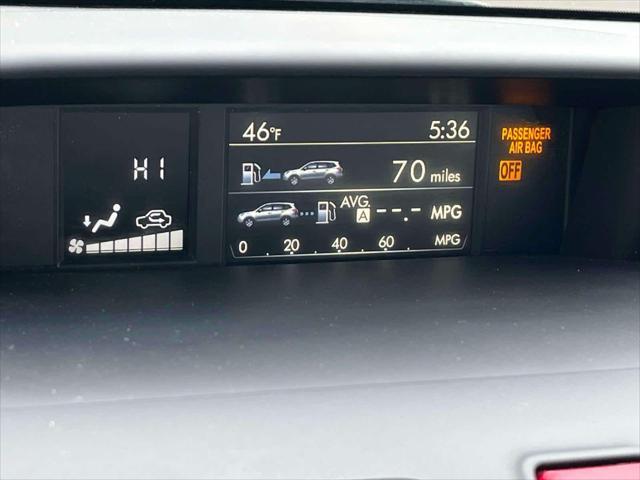 46°F 5:36
PASSENGER
AIR BAG
OFF
HI
70 miles
AVG.
A --.- MPG
0 20 40 60 MPG